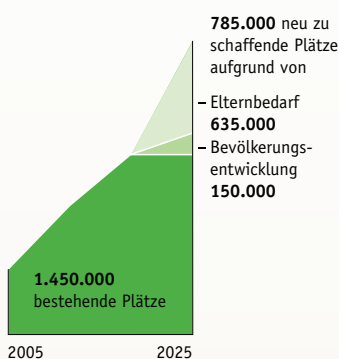 785.000 neu zu
schaffende Plätze
aufgrund von
Elternbedarf
635.000
Bevölkerungs-
entwicklung
150.000
1.450.000
bestehende Plätze
2005 2025